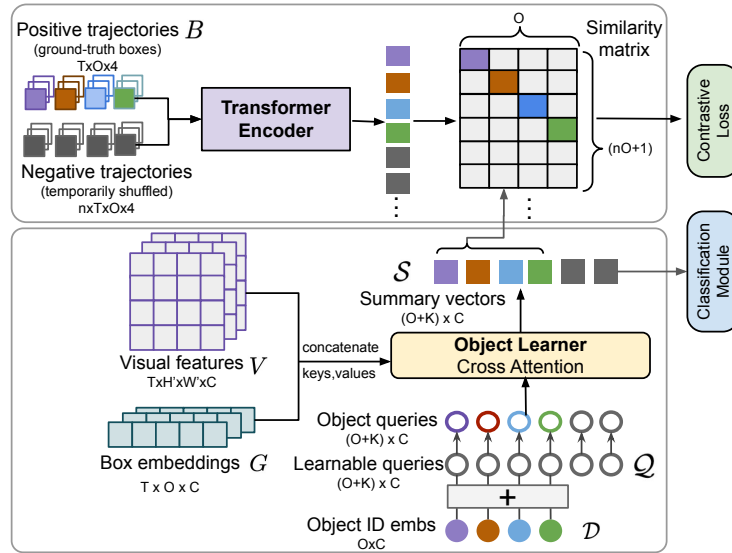 Positive trajectories B
(ground-truth boxes)
TxOx4
Negative trajectories
(temporarily shuffled)
nxTxOx4
Transformer
Encoder
O
Similarity
matrix
(nO+1)
Contrastive
Loss
Classification
Module
S
Summary vectors
(O+K) x C
Visual features V
TxH'xW'xC
concatenate
keys,values
Object Learner
Cross Attention
Box embeddings G
T x O x C
Object queries
(O+K) x C
Learnable queries
(O+K) x C
Q
+
Object ID embs
OxC
D